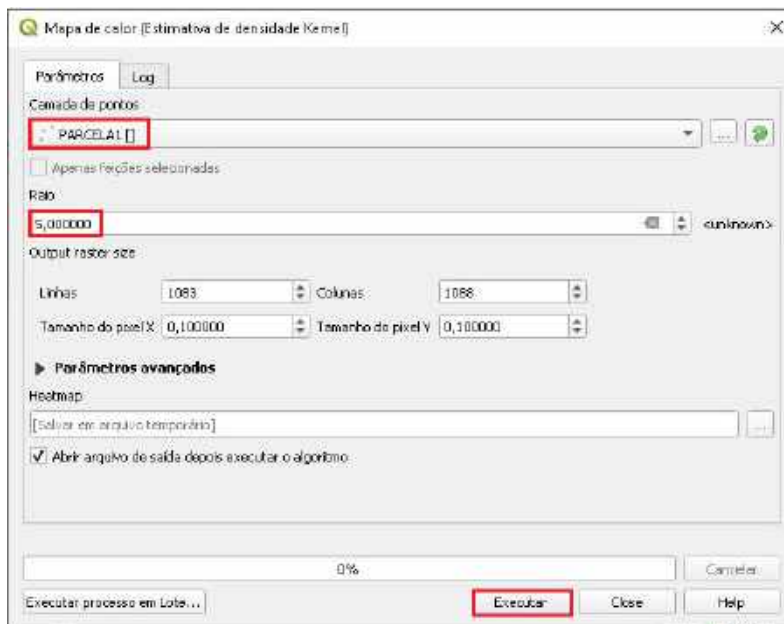 Mapa de calor (Estimativa de densidade Kernel)
Parâmetros Log
Camada de pontos
PARCELA1 []
...
Apenas feições selecionadas
Raio
5,000000 <unknown>
Output raster size
Linhas 1083 Colunas 1088
Tamanho do pixel X 0,100000 Tamanho do pixel Y 0,100000
Parâmetros avançados
Heatmap
[Salvar em arquivo temporário] ...
Abrir arquivo de saída depois executar o algoritmo
0% Cancelar
Executar processo em Lote... Executar Close Help